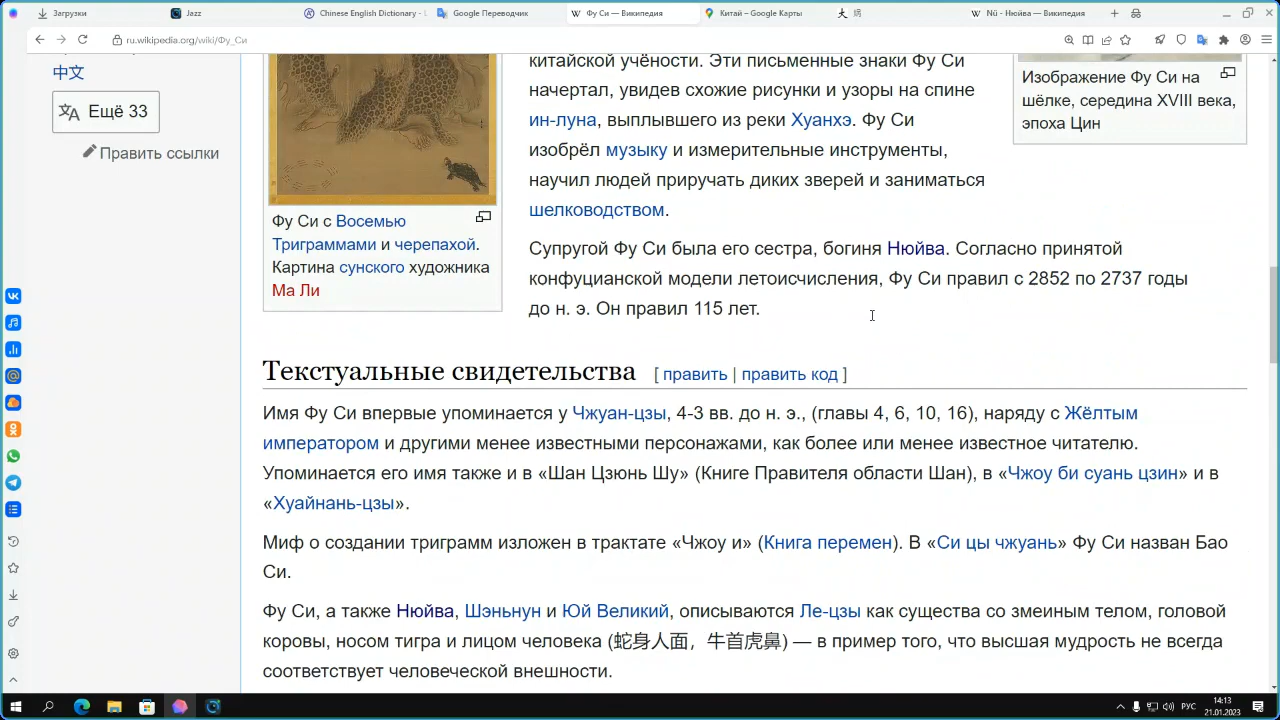 Загрузки
Jazz
Chinese English Dictionary - L
Google Переводчик
Фу Си — Википедия
Китай – Google Карты
Nǚ - Нюйва — Википедия
ru.wikipedia.org/wiki/Фу_Си
中文
Ещё 33
Править ссылки
Фу Си с Восемью
Триграммами и черепахой.
Картина сунского художника
Ма Ли
китайской учёности. Эти письменные знаки Фу Си
начертал, увидев схожие рисунки и узоры на спине
ин-луна, выплывшего из реки Хуанхэ. Фу Си
изобрёл музыку и измерительные инструменты,
научил людей приручать диких зверей и заниматься
шелководством.
Изображение Фу Си на
шёлке, середина XVIII века,
эпоха Цин
Супругой Фу Си была его сестра, богиня Нюйва. Согласно принятой
конфуцианской модели летоисчисления, Фу Си правил с 2852 по 2737 годы
до н. э. Он правил 115 лет.
Текстуальные свидетельства [ править | править код ]
Имя Фу Си впервые упоминается у Чжуан-цзы, 4-3 вв. до н. э., (главы 4, 6, 10, 16), наряду с Жёлтым
императором и другими менее известными персонажами, как более или менее известное читателю.
Упоминается его имя также и в «Шан Цзюнь Шу» (Книге Правителя области Шан), в «Чжоу би суань цзин» и в
«Хуайнань-цзы».
Миф о создании триграмм изложен в трактате «Чжоу и» (Книга перемен). В «Си цы чжуань» Фу Си назван Бао
Си.
Фу Си, а также Нюйва, Шэньнун и Юй Великий, описываются Ле-цзы как существа со змеиным телом, головой
коровы, носом тигра и лицом человека (蛇身人面，牛首虎鼻) — в пример того, что высшая мудрость не всегда
соответствует человеческой внешности.
РУС
14:13
21.01.2023